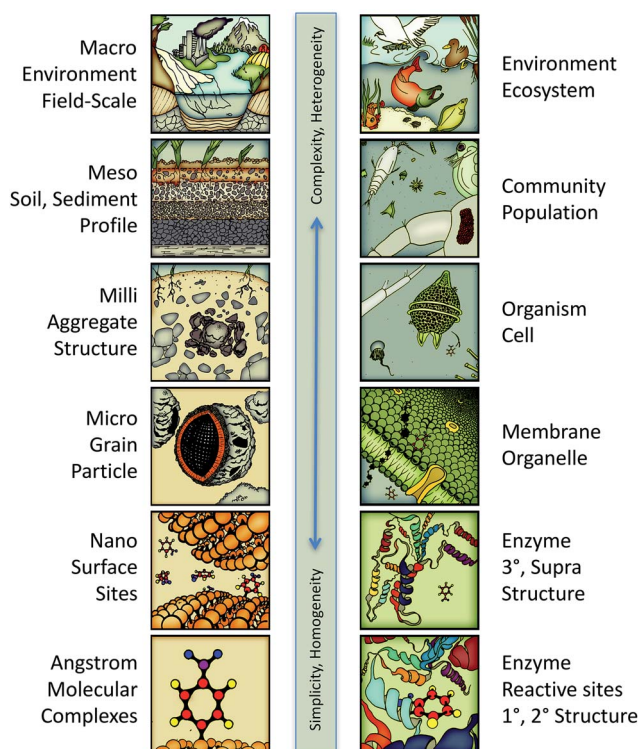 Macro
Environment
Field-Scale
Meso
Soil, Sediment
Profile
Milli
Aggregate
Structure
Micro
Grain
Particle
Nano
Surface
Sites
Angstrom
Molecular
Complexes
Complexity, Heterogeneity
Simplicity, Homogeneity
Environment
Ecosystem
Community
Population
Organism
Cell
Membrane
Organelle
Enzyme
3°, Supra
Structure
Enzyme
Reactive sites
1°, 2° Structure